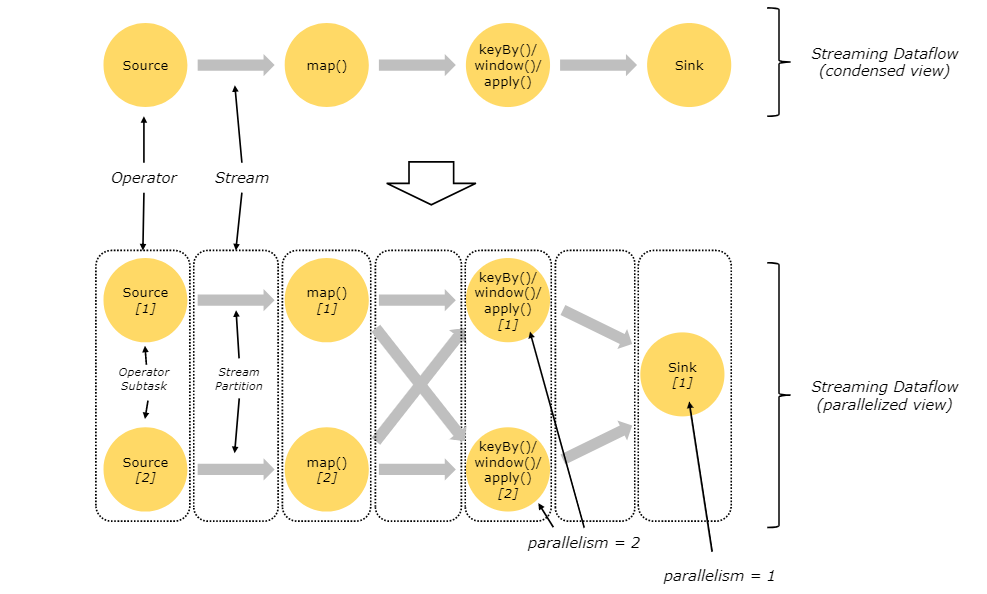 Source
map()
keyBy()/
window()/
apply()
Sink
Streaming Dataflow
(condensed view)
Operator
Stream
Source
[1]
map()
[1]
keyBy()/
window()/
apply()
[1]
Operator
Subtask
Stream
Partition
Sink
[1]
Streaming Dataflow
(parallelized view)
Source
[2]
map()
[2]
keyBy()/
window()/
apply()
[2]
parallelism = 2
parallelism = 1